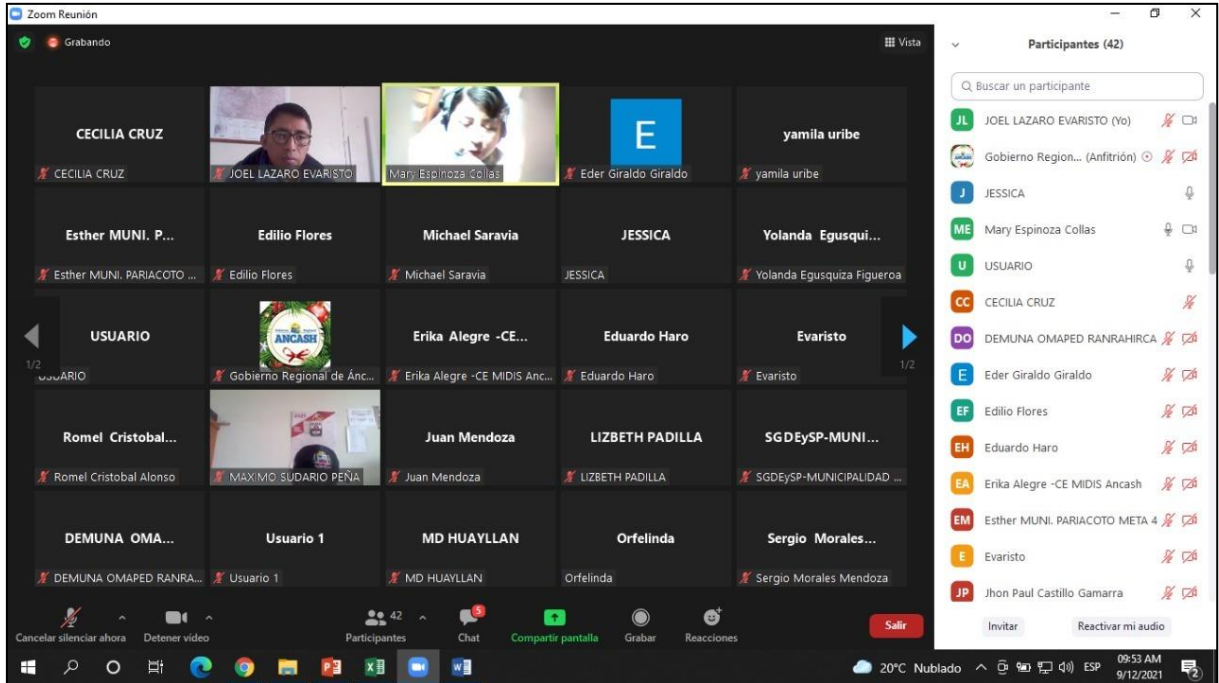 Zoom Reunión
Grabando
Vista
CECILIA CRUZ
CECILIA CRUZ
JOEL LAZARO EVARISTO
Mary Espinoza Collas
E
Eder Giraldo Giraldo
yamila uribe
yamila uribe
Esther MUNI. P...
Esther MUNI. PARIACOTO ...
Edilio Flores
Edilio Flores
Michael Saravia
Michael Saravia
JESSICA
JESSICA
Yolanda Egusqui...
Yolanda Egusquiza Figueroa
USUARIO
USUARIO
ANCASH
Gobierno Regional de Ánc...
Erika Alegre -CE...
Erika Alegre -CE MIDIS Anc...
Eduardo Haro
Eduardo Haro
Evaristo
Evaristo
1/2
1/2
Romel Cristobal...
Romel Cristobal Alonso
MAXIMO SUDARIO PEÑA
Juan Mendoza
Juan Mendoza
LIZBETH PADILLA
LIZBETH PADILLA
SGDEySP-MUNI...
SGDEySP-MUNICIPALIDAD ...
DEMUNA OMA...
DEMUNA OMAPED RANRA...
Usuario 1
Usuario 1
MD HUAYLLAN
MD HUAYLLAN
Orfelinda
Orfelinda
Sergio Morales...
Sergio Morales Mendoza
Cancelar silenciar ahora
Detener video
Participantes
42
Chat
5
Compartir pantalla
Grabar
Reacciones
Salir
Participantes (42)
Buscar un participante
JL JOEL LAZARO EVARISTO (Yo)
Gobierno Region... (Anfitrión)
J JESSICA
ME Mary Espinoza Collas
U USUARIO
CC CECILIA CRUZ
DO DEMUNA OMAPED RANRAHIRCA
E Eder Giraldo Giraldo
EF Edilio Flores
EH Eduardo Haro
EA Erika Alegre -CE MIDIS Ancash
EM Esther MUNI. PARIACOTO META 4
E Evaristo
JP Jhon Paul Castillo Gamarra
Invitar
Reactivar mi audio
20°C Nublado
ESP
09:53 AM
9/12/2021
2